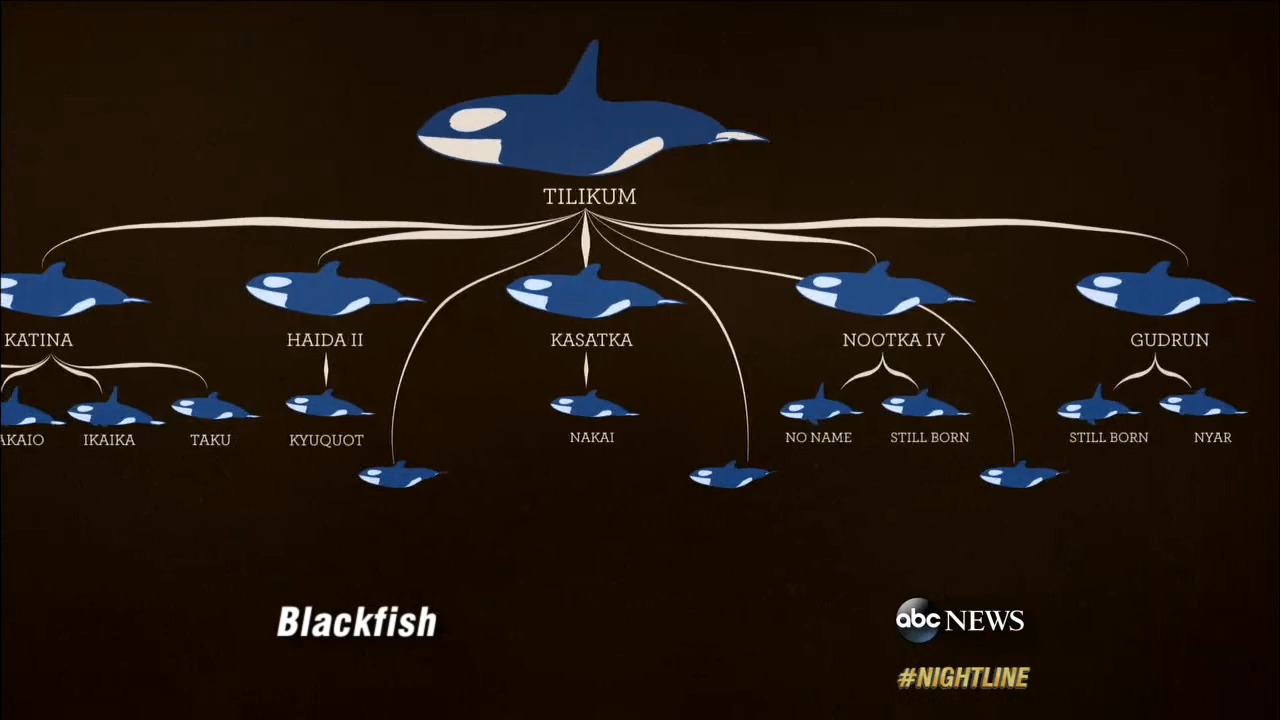 TILIKUM
KATINA
HAIDA II
KASATKA
NOOTKA IV
GUDRUN
AKAIO
IKAIKA
TAKU
KYUQUOT
NAKAI
NO NAME
STILL BORN
STILL BORN
NYAR
Blackfish
abc NEWS
#NIGHTLINE